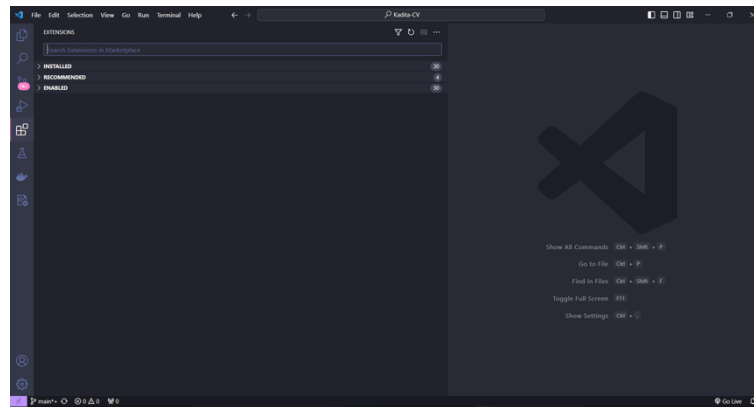 File Edit Selection View Go Run Terminal Help
Kadita-CV
EXTENSIONS
Search Extensions in Marketplace
INSTALLED 30
RECOMMENDED 4
ENABLED 30
Show All Commands Ctrl + Shift + P
Go to File Ctrl + P
Find in Files Ctrl + Shift + F
Toggle Full Screen F11
Show Settings Ctrl + ,
main*+ 0 0 0 Go Live